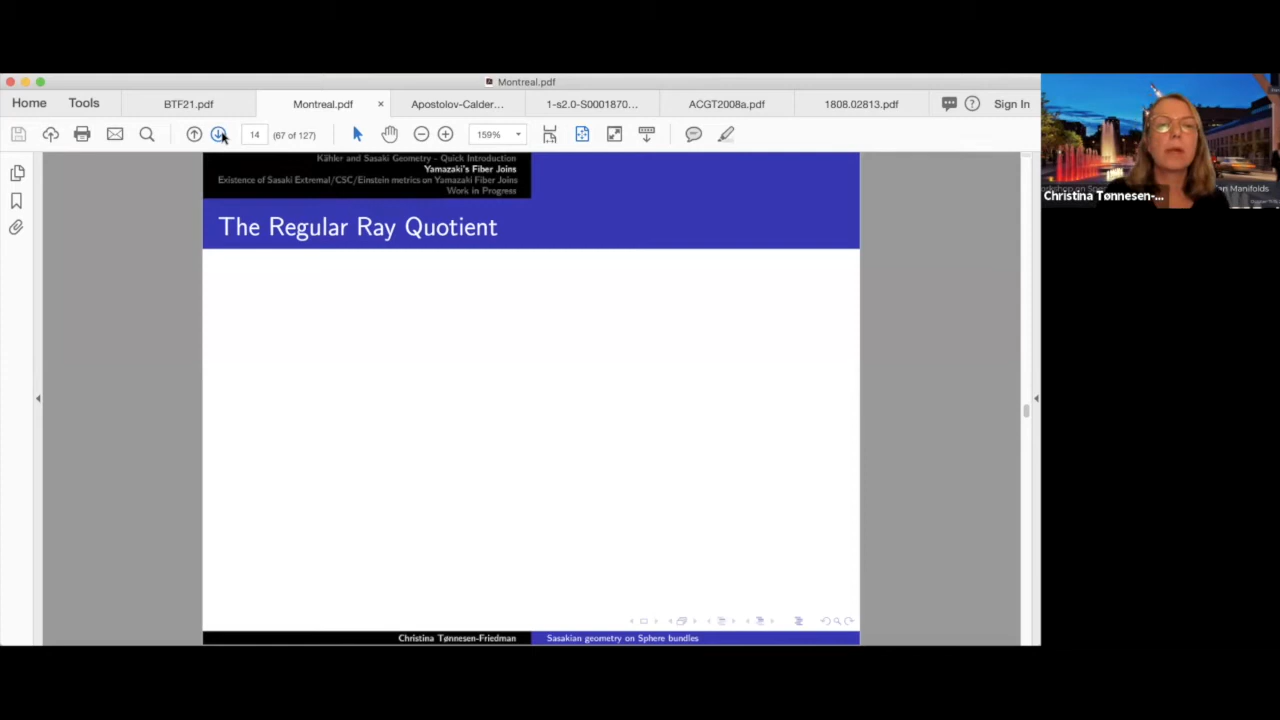 Montreal.pdf
Home Tools BTF21.pdf Montreal.pdf × Apostolov-Calder... 1-s2.0-S0001870... ACGT2008a.pdf 1808.02813.pdf Sign In
14 (67 of 127) 159%
Kähler and Sasaki Geometry - Quick Introduction
Yamazaki's Fiber Joins
Existence of Sasaki Extremal/CSC/Einstein metrics on Yamazaki Fiber Joins
Work in Progress
The Regular Ray Quotient
Christina Tønnesen-Friedman Sasakian geometry on Sphere bundles
Christina Tønnesen-...